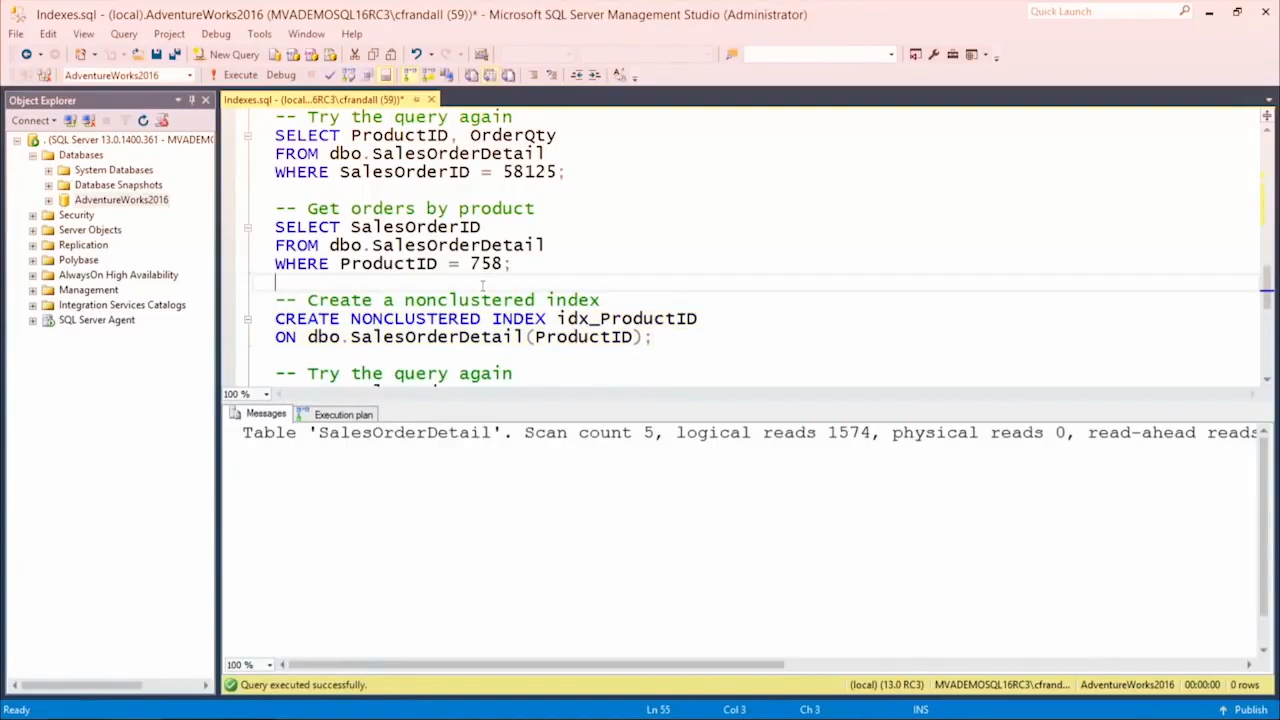 Indexes.sql - (local).AdventureWorks2016 (MVADEMOSQL16RC3\cfrandall (59))* - Microsoft SQL Server Management Studio (Administrator)
Quick Launch
File Edit View Query Project Debug Tools Window Help
New Query
AdventureWorks2016
Execute Debug
Object Explorer
Indexes.sql - (local...6RC3\cfrandall (59))*
Connect
. (SQL Server 13.0.1400.361 - MVADEMO
Databases
System Databases
Database Snapshots
AdventureWorks2016
Security
Server Objects
Replication
Polybase
AlwaysOn High Availability
Management
Integration Services Catalogs
SQL Server Agent
-- Try the query again
SELECT ProductID, OrderQty
FROM dbo.SalesOrderDetail
WHERE SalesOrderID = 58125;
-- Get orders by product
SELECT SalesOrderID
FROM dbo.SalesOrderDetail
WHERE ProductID = 758;
-- Create a nonclustered index
CREATE NONCLUSTERED INDEX idx_ProductID
ON dbo.SalesOrderDetail(ProductID);
-- Try the query again
100 %
Messages Execution plan
Table 'SalesOrderDetail'. Scan count 5, logical reads 1574, physical reads 0, read-ahead reads
100 %
Query executed successfully.
(local) (13.0 RC3) MVADEMOSQL16RC3\cfrand... AdventureWorks2016 00:00:00 0 rows
Ready
Ln 55 Col 3 Ch 3 INS
Publish